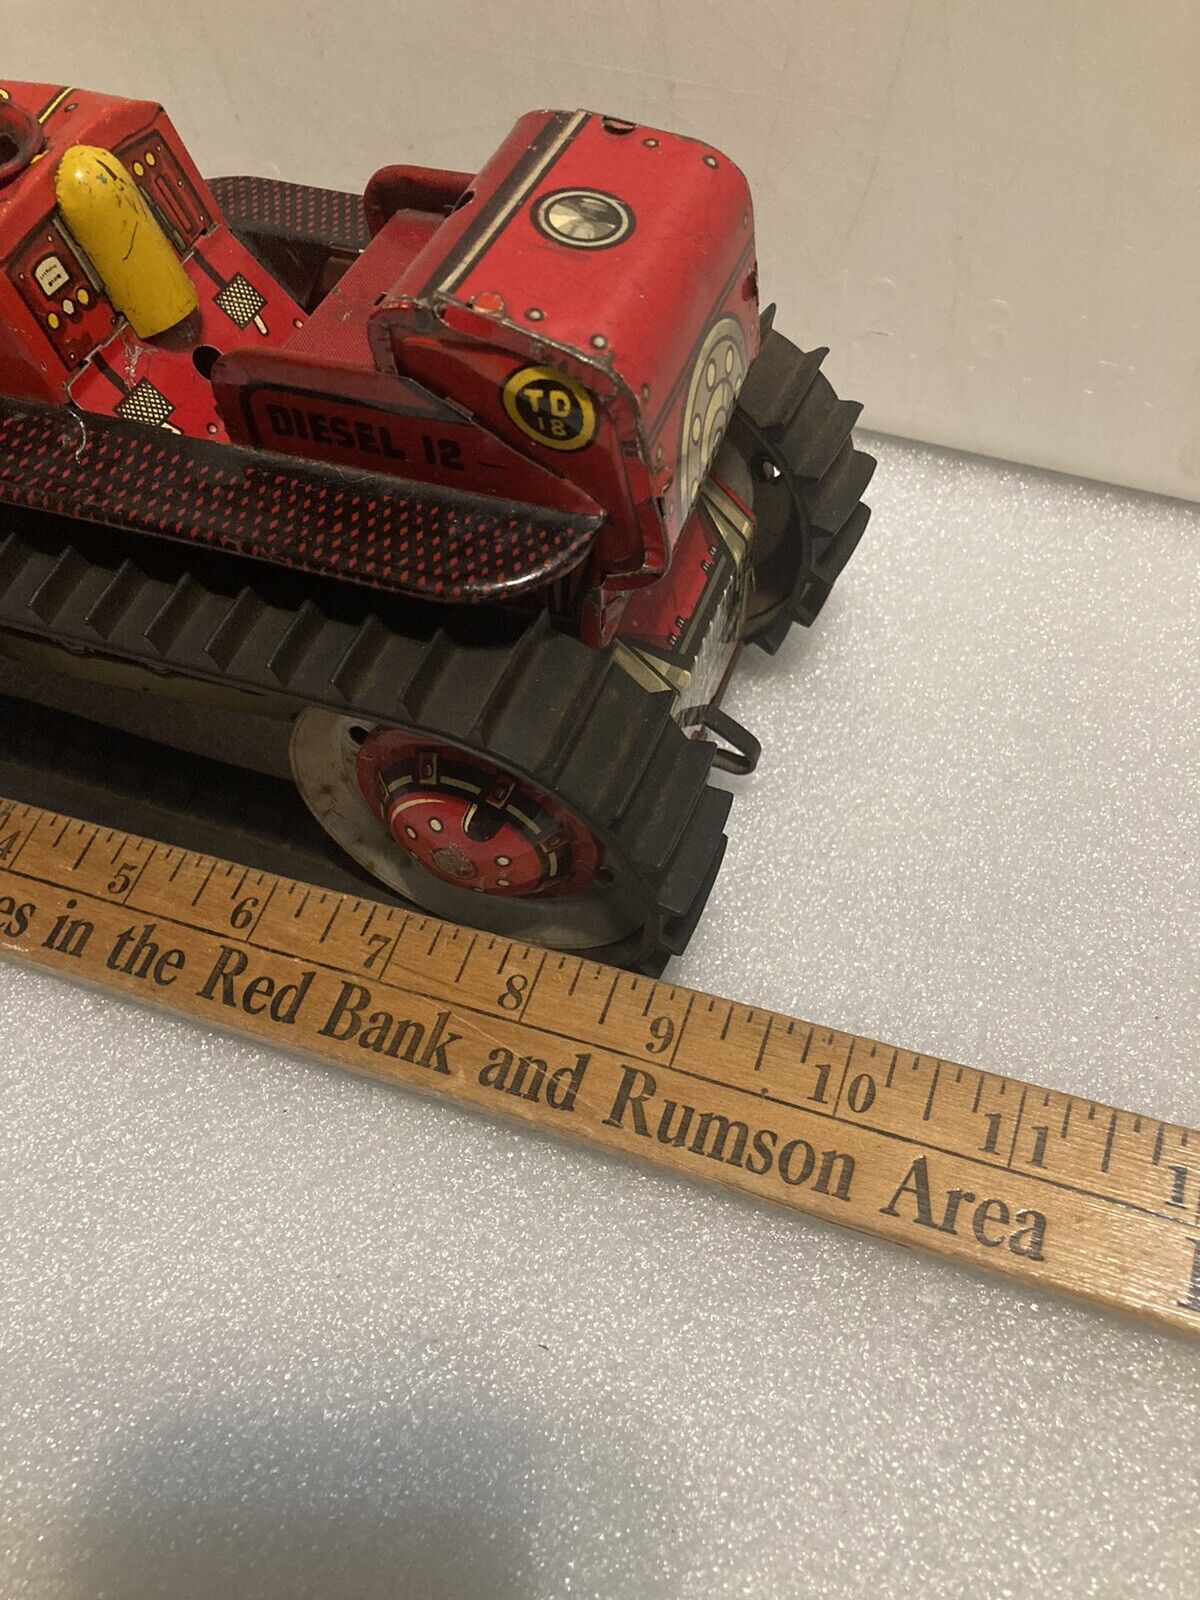 TD
18
DIESEL 12
4 5 6 7 8 9 10 11 1
es in the Red Bank and Rumson Area